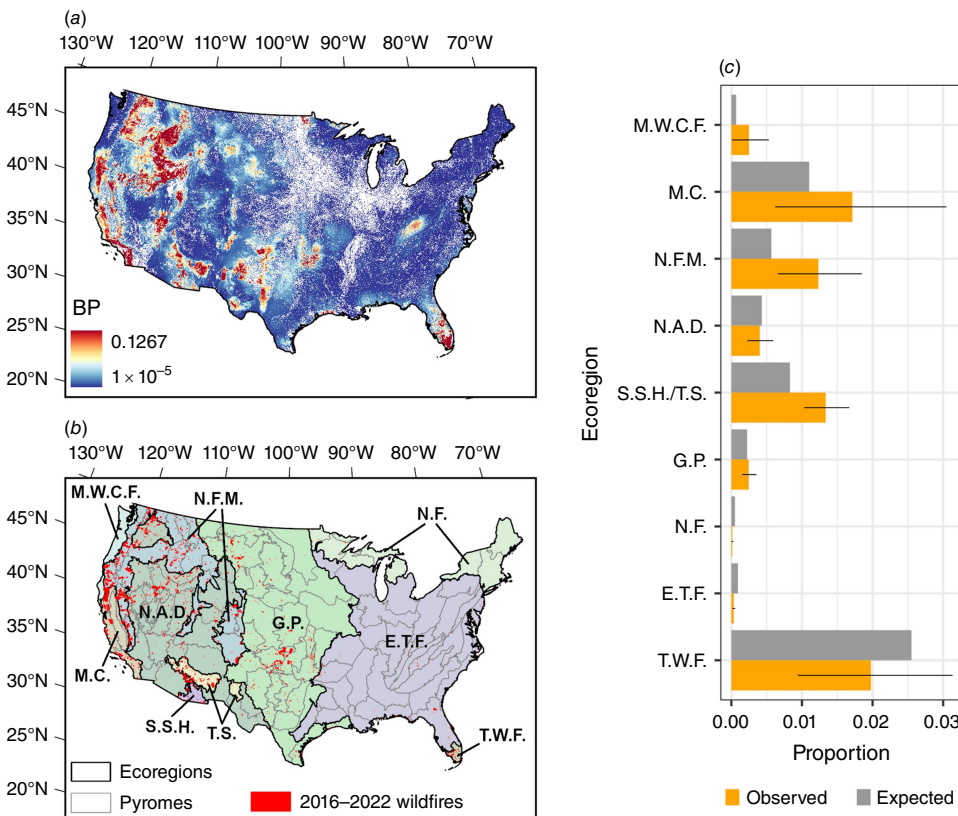 (a)
130°W 120°W 110°W 100°W 90°W 80°W 70°W
45°N
40°N
35°N
30°N
25°N
20°N
BP
0.1267
1 × 10⁻⁵
(b)
130°W 120°W 110°W 100°W 90°W 80°W 70°W
45°N
40°N
35°N
30°N
25°N
20°N
M.W.C.F.
N.F.M.
N.F.
N.A.D.
G.P.
E.T.F.
M.C.
S.S.H.
T.S.
T.W.F.
Ecoregions
Pyromes
2016–2022 wildfires
(c)
Ecoregion
M.W.C.F.
M.C.
N.F.M.
N.A.D.
S.S.H./T.S.
G.P.
N.F.
E.T.F.
T.W.F.
0.00 0.01 0.02 0.03
Proportion
Observed Expected